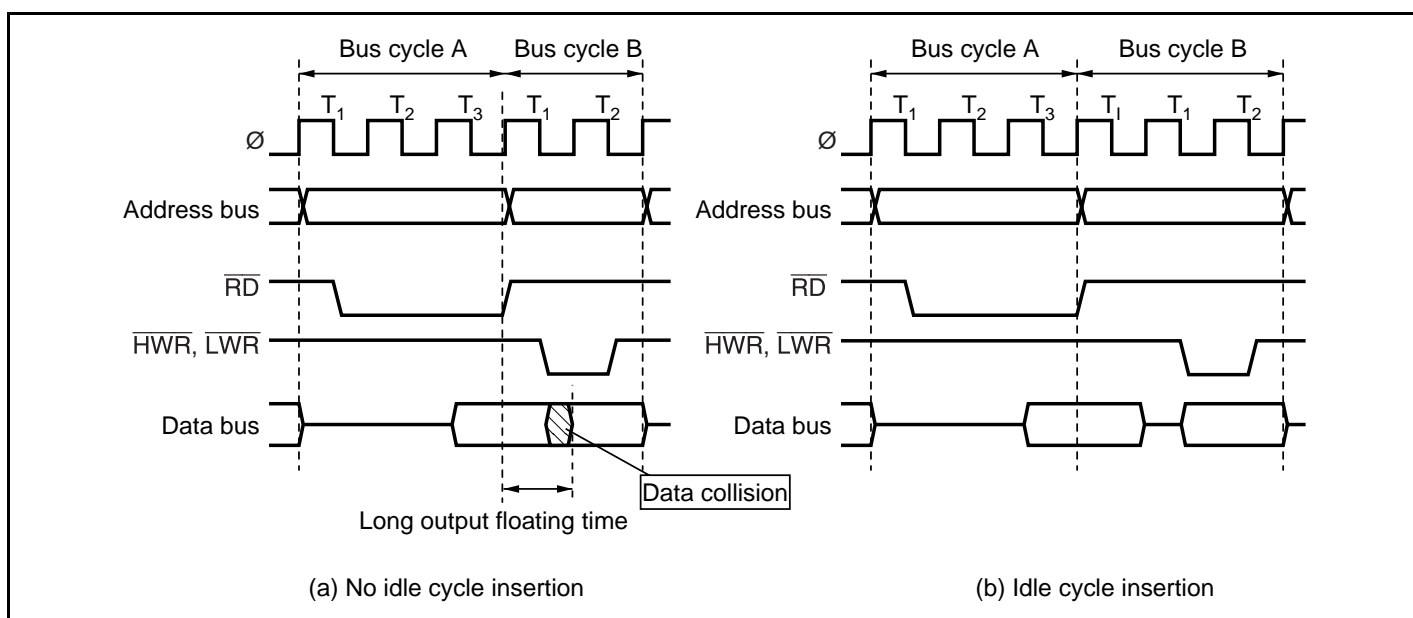 Bus cycle A Bus cycle B
T1 T2 T3 T1 T2
Ø
Address bus
RD
HWR, LWR
Data bus
Data collision
Long output floating time
(a) No idle cycle insertion
Bus cycle A Bus cycle B
T1 T2 T3 TI T1 T2
Ø
Address bus
RD
HWR, LWR
Data bus
(b) Idle cycle insertion